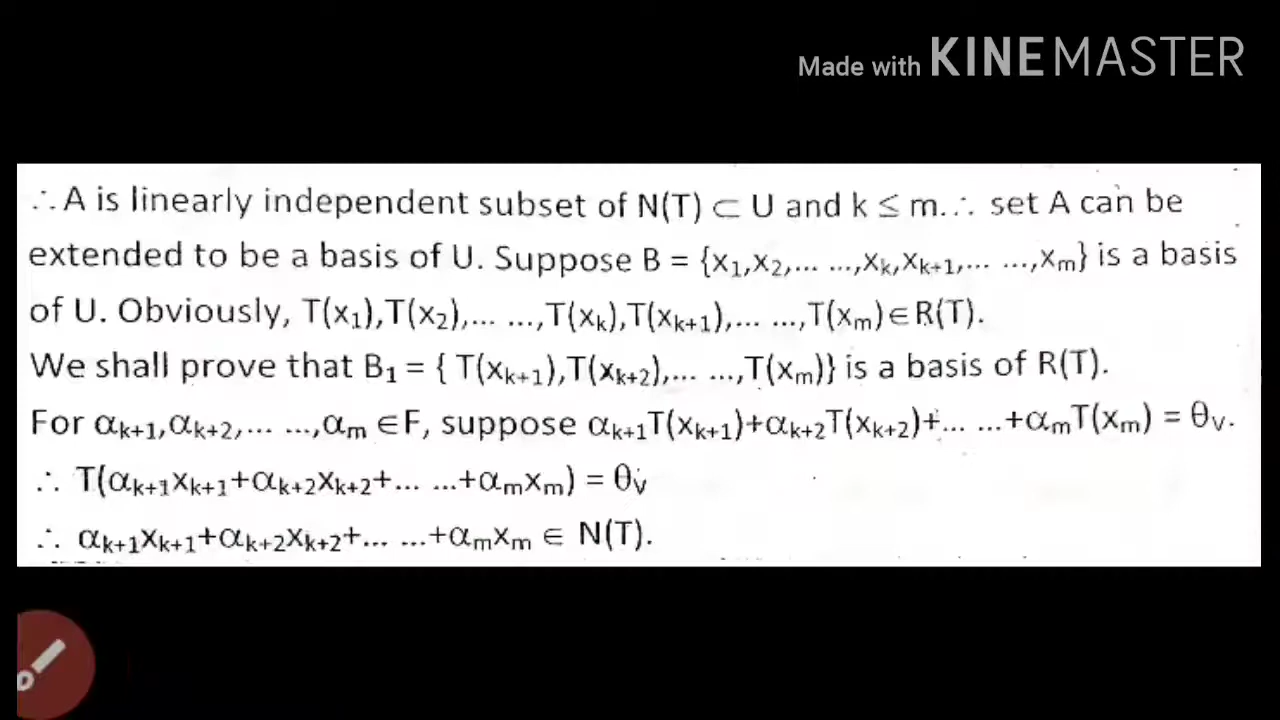 Made with KINEMASTER
∴ A is linearly independent subset of N(T) ⊂ U and k ≤ m.∴ set A can be
extended to be a basis of U. Suppose B = {x₁,x₂,... ...,xₖ,xₖ₊₁,... ...,xₘ} is a basis
of U. Obviously, T(x₁),T(x₂),... ...,T(xₖ),T(xₖ₊₁),... ...,T(xₘ)∈R(T).
We shall prove that B₁ = { T(xₖ₊₁),T(xₖ₊₂),... ...,T(xₘ)} is a basis of R(T).
For αₖ₊₁,αₖ₊₂,... ...,αₘ ∈F, suppose αₖ₊₁T(xₖ₊₁)+αₖ₊₂T(xₖ₊₂)+... ...+αₘT(xₘ) = θᵥ.
∴ T(αₖ₊₁xₖ₊₁+αₖ₊₂xₖ₊₂+... ...+αₘxₘ) = θᵥ
∴ αₖ₊₁xₖ₊₁+αₖ₊₂xₖ₊₂+... ...+αₘxₘ ∈ N(T).